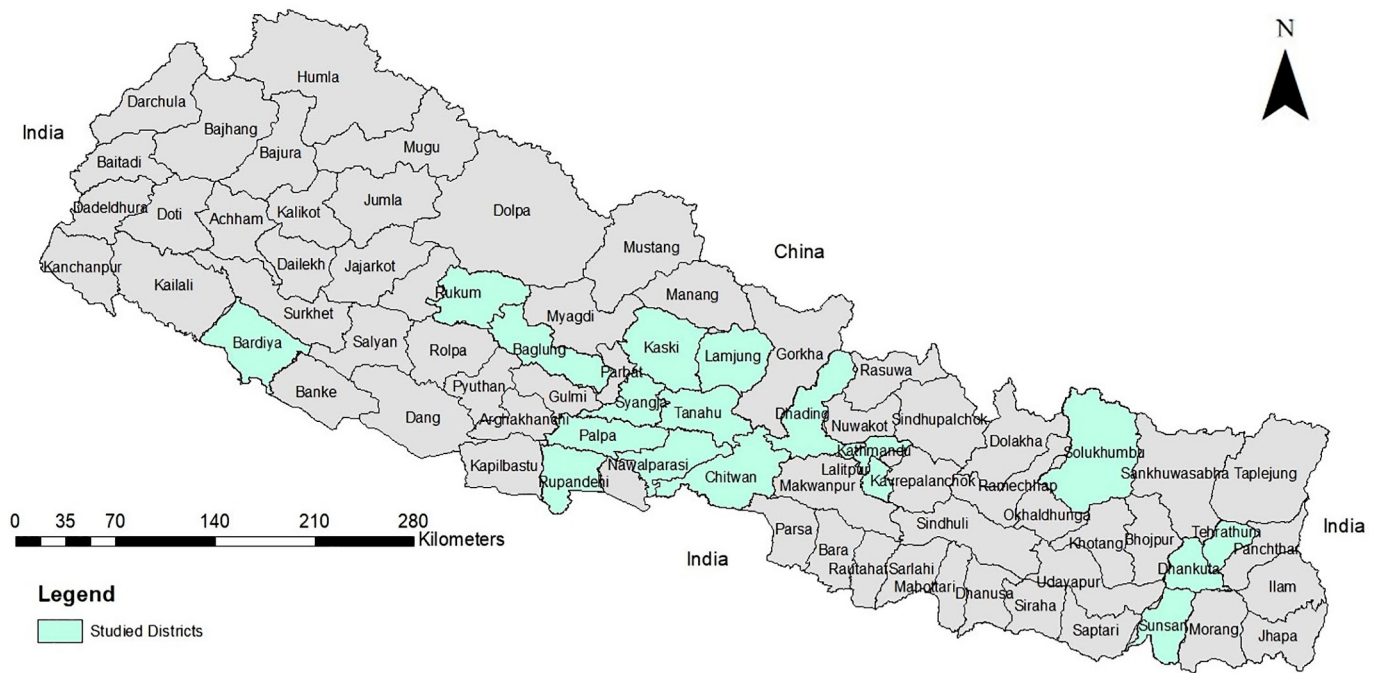 N
Humla
Darchula
India
Bajhang
Mugu
Bajura
Baitadi
Jumla
Dadeldhura
Doti
Achham
Kalikot
Dolpa
Mustang
China
Kanchanpur
Dailekh
Jajarkot
Kailali
Rukum
Manang
Surkhet
Myagdi
Bardiya
Salyan
Rolpa
Baglung
Kaski
Lamjung
Gorkha
Parbat
Rasuwa
Pyuthan
Banke
Gulmi
Syangja
Tanahu
Dhading
Dang
Arghakhanchi
Nuwakot
Sindhupalchok
Palpa
Dolakha
Kathmandu
Solukhumbu
Kapilbastu
Nawalparasi
Lalitpur
Sankhuwasabha
Taplejung
Rupandehi
Chitwan
Makwanpur
Kavrepalanchok
Ramechhap
Okhaldhunga
0 35 70 140 210 280
Kilometers
Parsa
Sindhuli
India
Tehrathum
Khotang
Bhojpur
Panchthar
India
Bara
Rautahat
Sarlahi
Mahottari
Dhanusa
Udayapur
Dhankuta
Ilam
Siraha
Legend
Studied Districts
Saptari
Sunsari
Morang
Jhapa